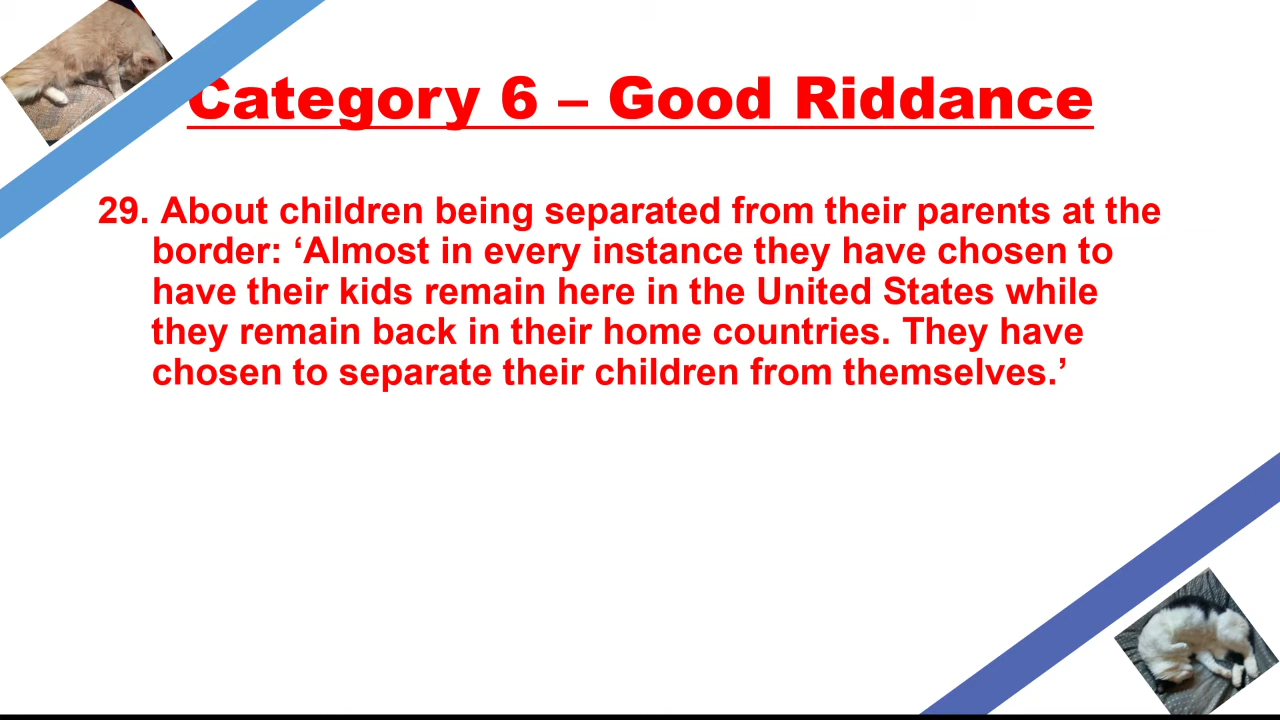 Category 6 – Good Riddance
29. About children being separated from their parents at the
border: ‘Almost in every instance they have chosen to
have their kids remain here in the United States while
they remain back in their home countries. They have
chosen to separate their children from themselves.’